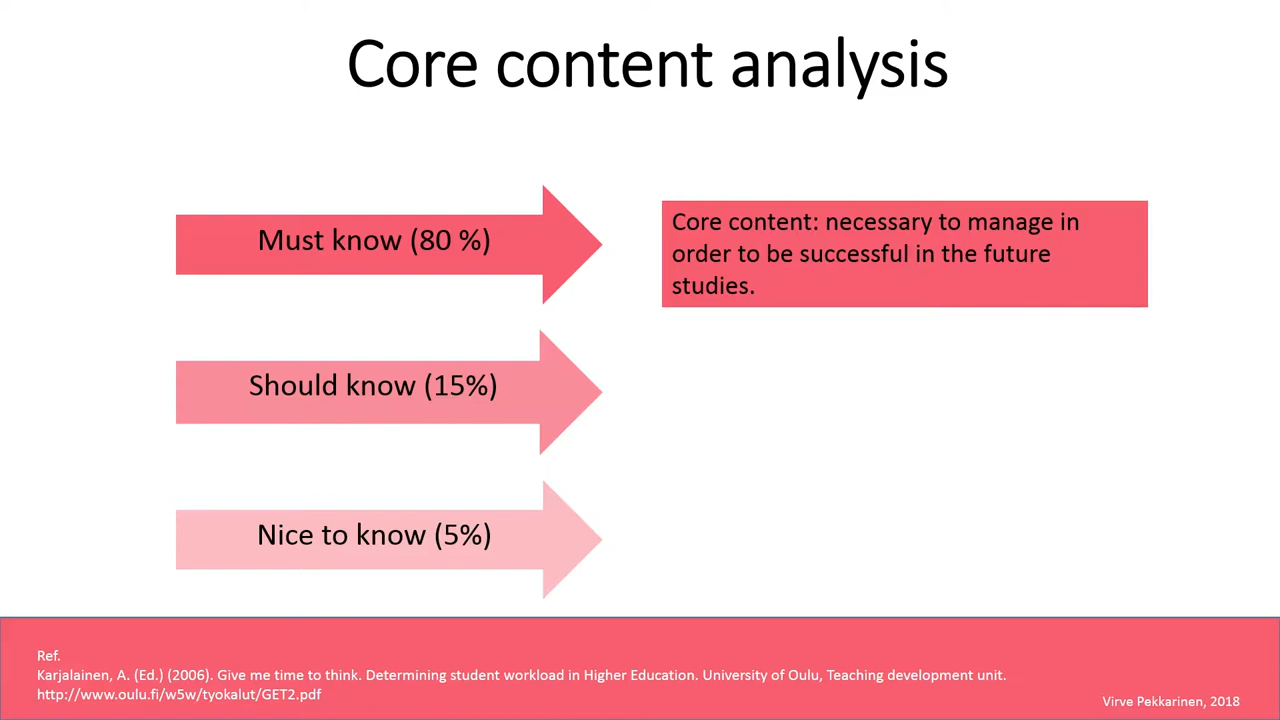 Core content analysis
Must know (80 %)
Core content: necessary to manage in
order to be successful in the future
studies.
Should know (15%)
Nice to know (5%)
Ref.
Karjalainen, A. (Ed.) (2006). Give me time to think. Determining student workload in Higher Education. University of Oulu, Teaching development unit.
http://www.oulu.fi/w5w/tyokalut/GET2.pdf
Virve Pekkarinen, 2018